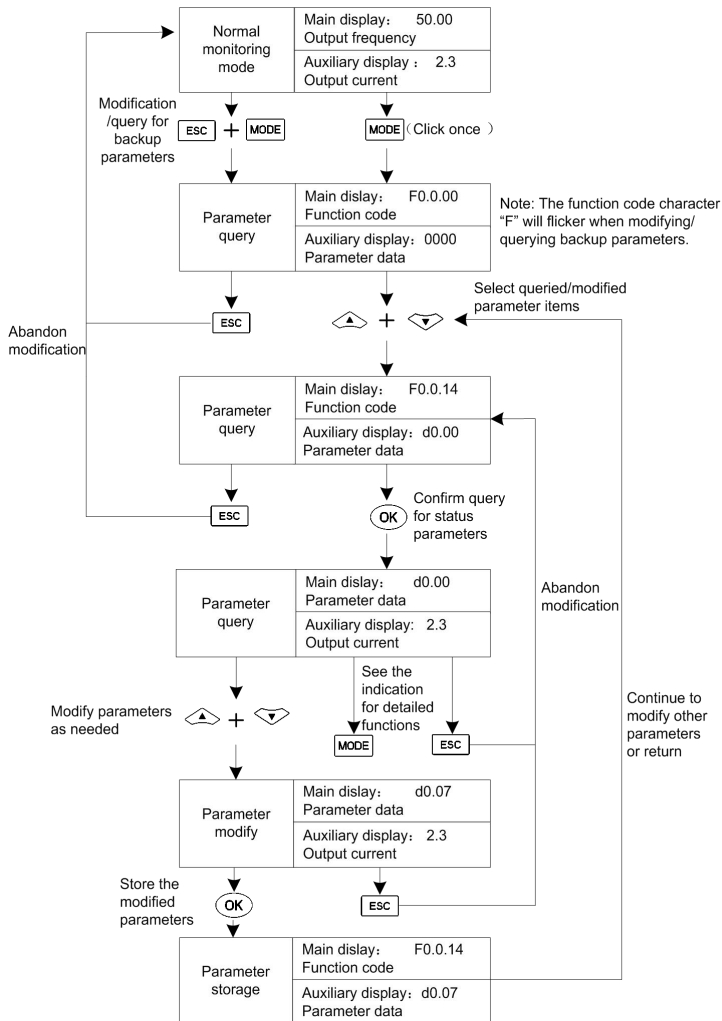 Normal
monitoring
mode
Main display: 50.00
Output frequency
Auxiliary display : 2.3
Output current
Modification
/query for
backup
parameters
ESC + MODE
MODE (Click once )
Parameter
query
Main dislay: F0.0.00
Function code
Auxiliary display: 0000
Parameter data
Note: The function code character
“F” will flicker when modifying/
querying backup parameters.
ESC
+
Select queried/modified
parameter items
Abandon
modification
Parameter
query
Main dislay: F0.0.14
Function code
Auxiliary display: d0.00
Parameter data
ESC
OK
Confirm query
for status
parameters
Parameter
query
Main dislay: d0.00
Parameter data
Auxiliary display: 2.3
Output current
Abandon
modification
Modify parameters
as needed
+
See the
indication
for detailed
functions
MODE
ESC
Continue to
modify other
parameters
or return
Parameter
modify
Main dislay: d0.07
Parameter data
Auxiliary display: 2.3
Output current
Store the
modified
parameters
OK
ESC
Parameter
storage
Main dislay: F0.0.14
Function code
Auxiliary display: d0.07
Parameter data